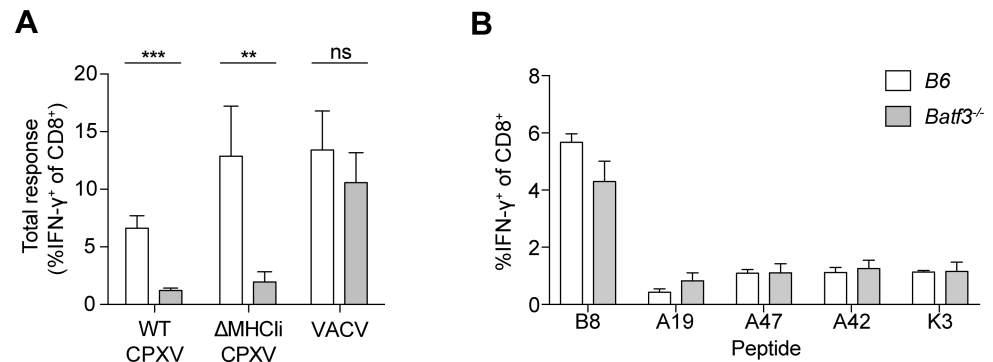 A
Total response
(%IFN-γ⁺ of CD8⁺)
20
15
10
5
0
***
**
ns
WT
CPXV
ΔMHCIi
CPXV
VACV
B
%IFN-γ⁺ of CD8⁺
8
6
4
2
0
B6
Batf3⁻/⁻
B8
A19
A47
A42
K3
Peptide